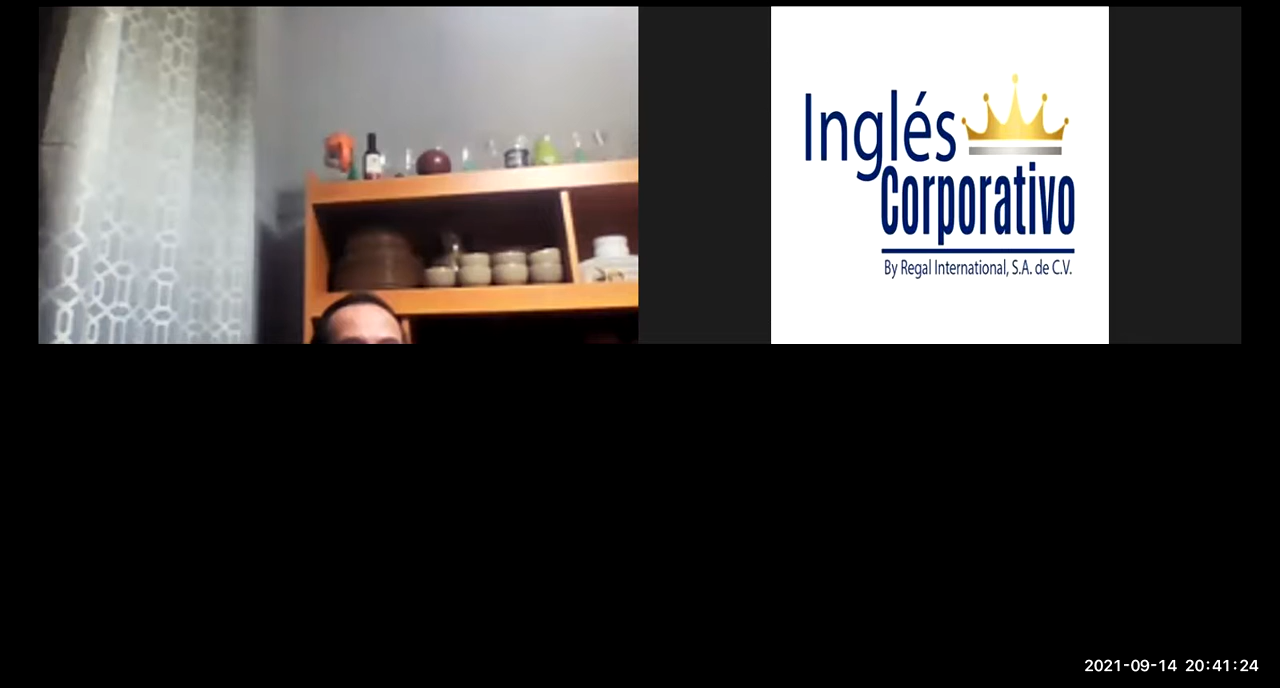 Inglés
Corporativo
By Regal International, S.A. de C.V.
2021-09-14 20:41:24